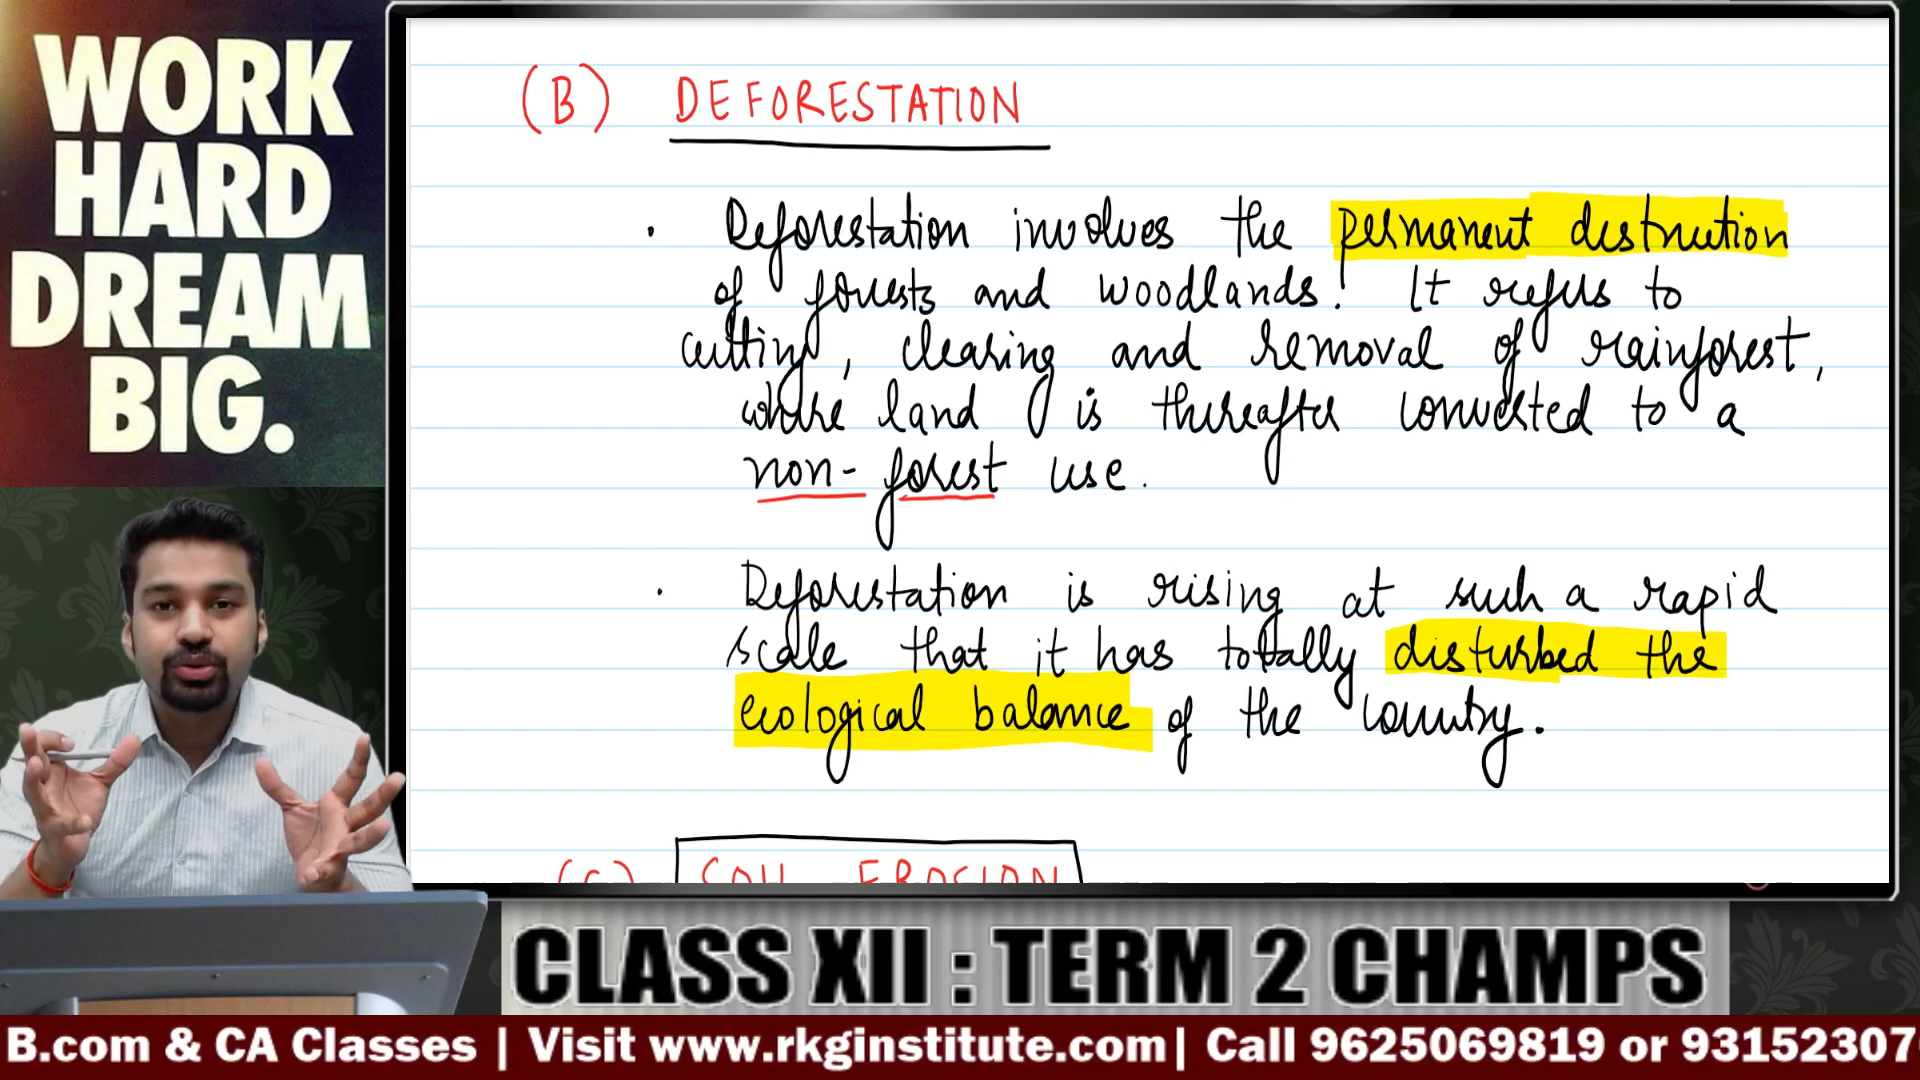 WORK
HARD
DREAM
BIG.
(B) DEFORESTATION
. Deforestation involves the permanent destruction
of forests and woodlands. It refers to
cutting, clearing and removal of rainforest,
where land is thereafter converted to a
non-forest use.
. Deforestation is rising at such a rapid
scale that it has totally disturbed the
ecological balance of the country.
(C) SOIL EROSION
CLASS XII : TERM 2 CHAMPS
B.com & CA Classes | Visit www.rkginstitute.com| Call 9625069819 or 93152307